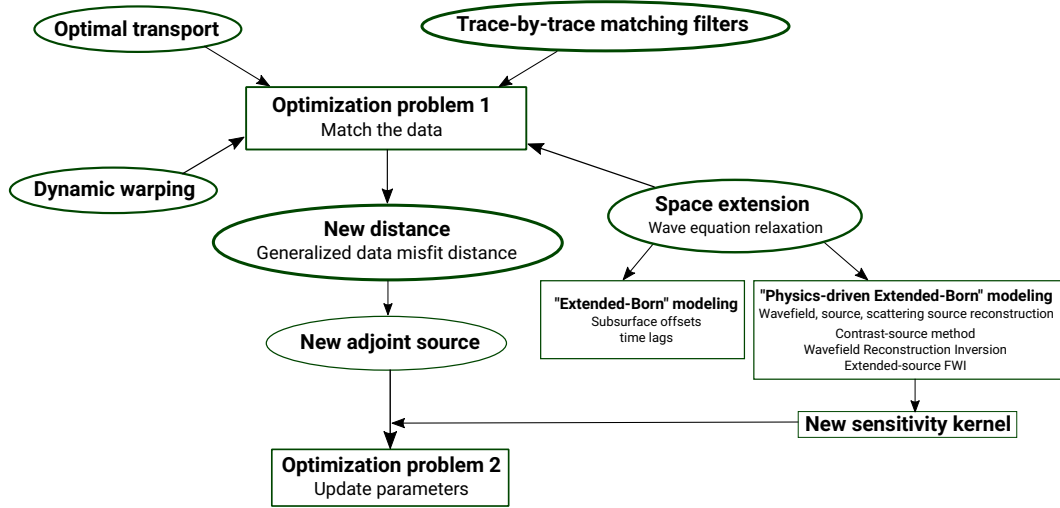 Optimal transport
Trace-by-trace matching filters
Optimization problem 1
Match the data
Dynamic warping
New distance
Generalized data misfit distance
Space extension
Wave equation relaxation
"Extended-Born" modeling
Subsurface offsets
time lags
"Physics-driven Extended-Born" modeling
Wavefield, source, scattering source reconstruction
Contrast-source method
Wavefield Reconstruction Inversion
Extended-source FWI
New adjoint source
New sensitivity kernel
Optimization problem 2
Update parameters